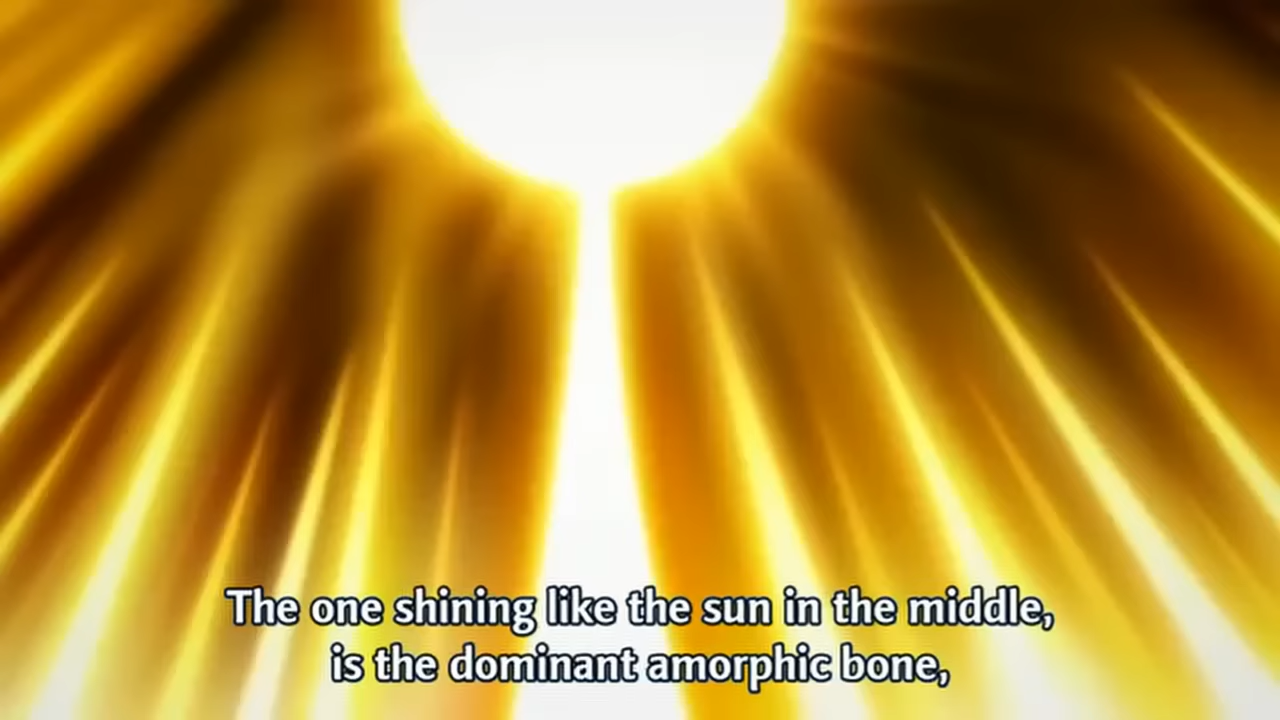 The one shining like the sun in the middle,
is the dominant amorphic bone,